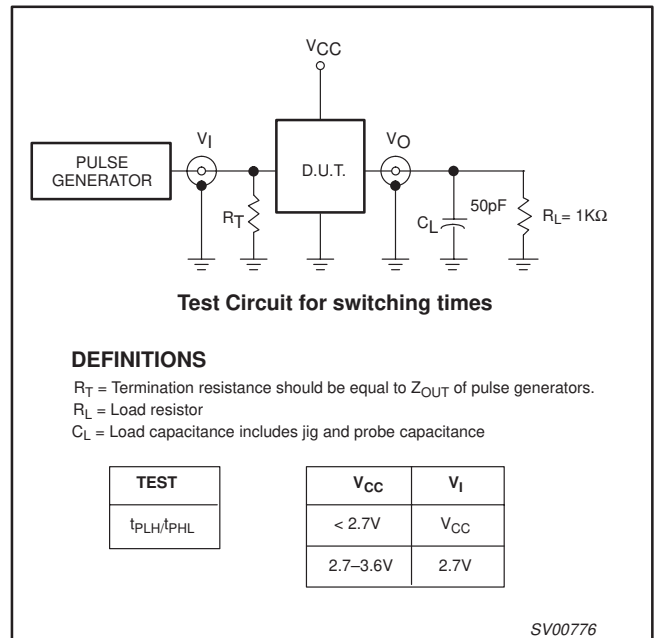 VCC
VI
VO
PULSE
GENERATOR
D.U.T.
RT
CL
50pF
RL= 1KΩ
Test Circuit for switching times
DEFINITIONS
RT = Termination resistance should be equal to ZOUT of pulse generators.
RL = Load resistor
CL = Load capacitance includes jig and probe capacitance
TEST
tPLH/tPHL
VCC VI
< 2.7V VCC
2.7–3.6V 2.7V
SV00776